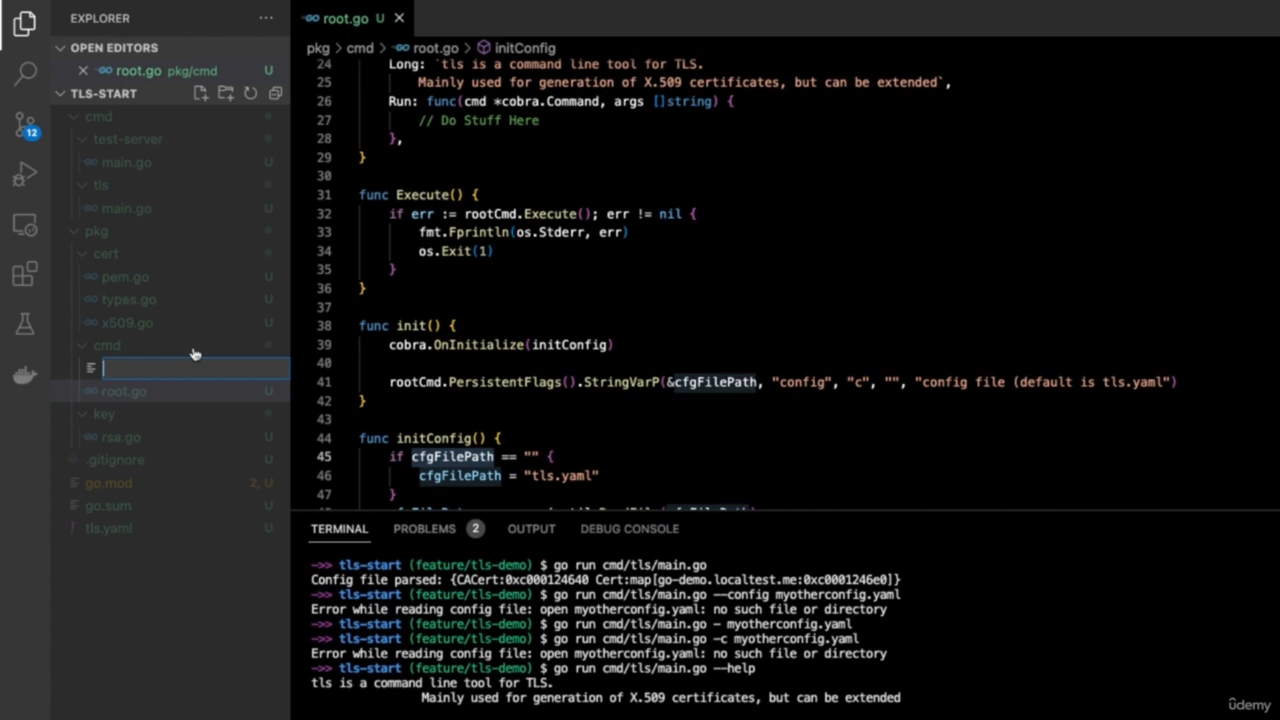 EXPLORER
OPEN EDITORS
root.go pkg/cmd U
TLS-START
cmd
test-server
main.go U
tls
main.go U
pkg
cert
pem.go U
types.go U
x509.go U
cmd
root.go U
key
rsa.go U
.gitignore U
go.mod 2, U
go.sum U
tls.yaml U
12
root.go U
pkg > cmd > root.go > initConfig
24 Long: `tls is a command line tool for TLS.
25 Mainly used for generation of X.509 certificates, but can be extended`,
26 Run: func(cmd *cobra.Command, args []string) {
27 // Do Stuff Here
28 },
29 }
30
31 func Execute() {
32 if err := rootCmd.Execute(); err != nil {
33 fmt.Fprintln(os.Stderr, err)
34 os.Exit(1)
35 }
36 }
37
38 func init() {
39 cobra.OnInitialize(initConfig)
40
41 rootCmd.PersistentFlags().StringVarP(&cfgFilePath, "config", "c", "", "config file (default is tls.yaml")
42 }
43
44 func initConfig() {
45 if cfgFilePath == "" {
46 cfgFilePath = "tls.yaml"
47 }
TERMINAL PROBLEMS 2 OUTPUT DEBUG CONSOLE
->> tls-start (feature/tls-demo) $ go run cmd/tls/main.go
Config file parsed: {CACert:0xc000124640 Cert:map[go-demo.localtest.me:0xc0001246e0]}
->> tls-start (feature/tls-demo) $ go run cmd/tls/main.go --config myotherconfig.yaml
Error while reading config file: open myotherconfig.yaml: no such file or directory
->> tls-start (feature/tls-demo) $ go run cmd/tls/main.go - myotherconfig.yaml
->> tls-start (feature/tls-demo) $ go run cmd/tls/main.go -c myotherconfig.yaml
Error while reading config file: open myotherconfig.yaml: no such file or directory
->> tls-start (feature/tls-demo) $ go run cmd/tls/main.go --help
tls is a command line tool for TLS.
Mainly used for generation of X.509 certificates, but can be extended
udemy